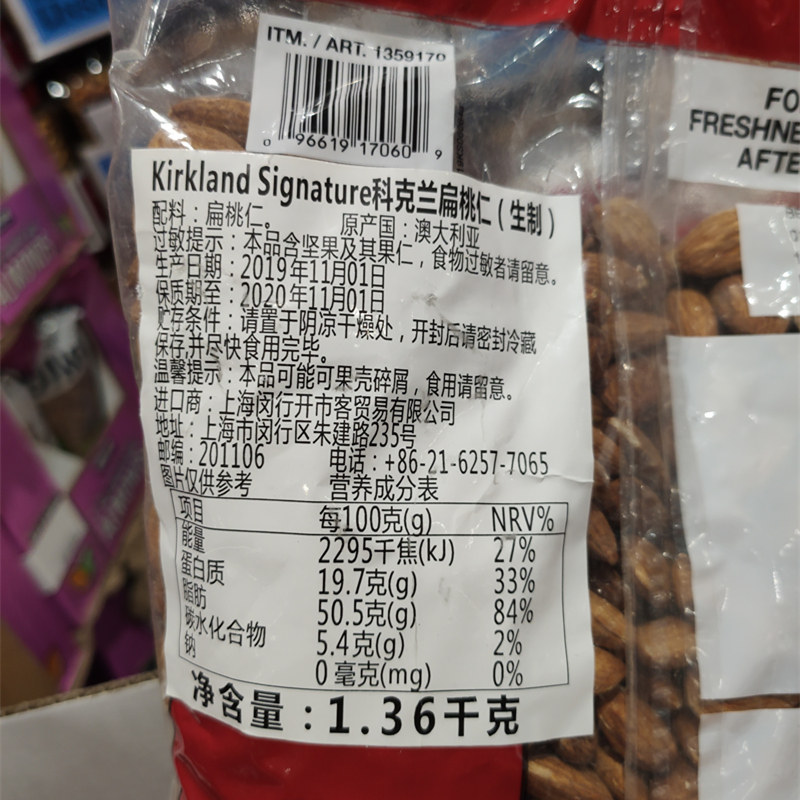 ITM. / ART. 1359170
0 96619 17060 9
FO
FRESHNE
AFTE
Kirkland Signature科克兰扁桃仁（生制）
配料：扁桃仁。 原产国：澳大利亚
过敏提示：本品含坚果及其果仁，食物过敏者请留意。
生产日期：2019年11月01日
保质期至：2020年11月01日
贮存条件：请置于阴凉干燥处，开封后请密封冷藏
保存并尽快食用完毕。
温馨提示：本品可能可果壳碎屑，食用请留意。
进口商：上海闵行开市客贸易有限公司
地址：上海市闵行区朱建路235号
邮编：201106 电话：+86-21-6257-7065
图片仅供参考 营养成分表
项目 每100克(g) NRV%
能量 2295千焦(kJ) 27%
蛋白质 19.7克(g) 33%
脂肪 50.5克(g) 84%
碳水化合物 5.4克(g) 2%
钠 0毫克(mg) 0%
净含量：1.36千克